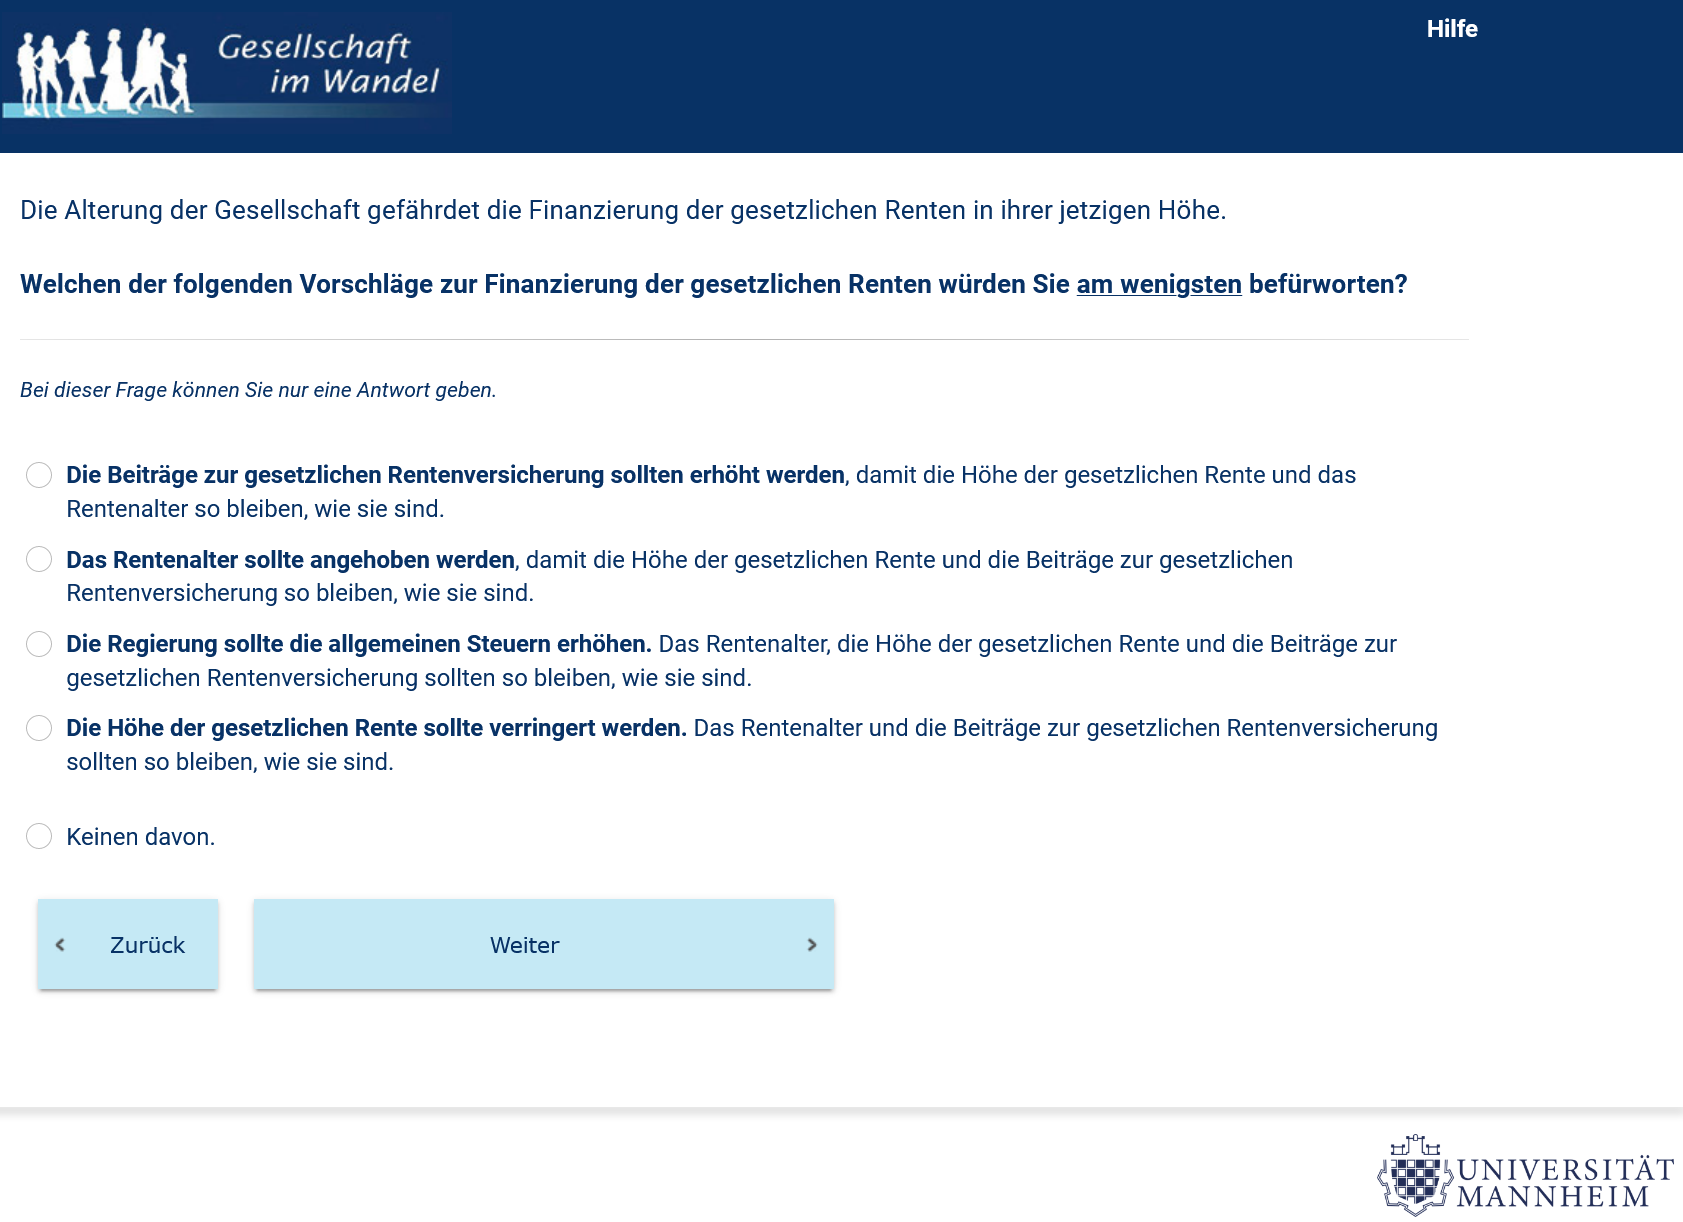 Gesellschaft
im Wandel
Hilfe
Die Alterung der Gesellschaft gefährdet die Finanzierung der gesetzlichen Renten in ihrer jetzigen Höhe.
Welchen der folgenden Vorschläge zur Finanzierung der gesetzlichen Renten würden Sie am wenigsten befürworten?
Bei dieser Frage können Sie nur eine Antwort geben.
Die Beiträge zur gesetzlichen Rentenversicherung sollten erhöht werden, damit die Höhe der gesetzlichen Rente und das
Rentenalter so bleiben, wie sie sind.
Das Rentenalter sollte angehoben werden, damit die Höhe der gesetzlichen Rente und die Beiträge zur gesetzlichen
Rentenversicherung so bleiben, wie sie sind.
Die Regierung sollte die allgemeinen Steuern erhöhen. Das Rentenalter, die Höhe der gesetzlichen Rente und die Beiträge zur
gesetzlichen Rentenversicherung sollten so bleiben, wie sie sind.
Die Höhe der gesetzlichen Rente sollte verringert werden. Das Rentenalter und die Beiträge zur gesetzlichen Rentenversicherung
sollten so bleiben, wie sie sind.
Keinen davon.
Zurück
Weiter
UNIVERSITÄT
MANNHEIM